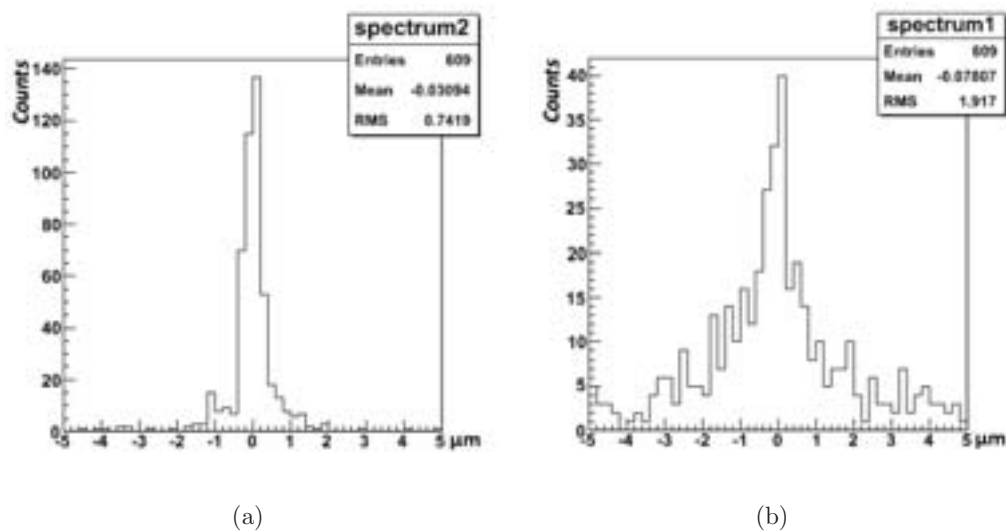 spectrum2
Entries 609
Mean -0.03094
RMS 0.7419
Counts
140
120
100
80
60
40
20
0
-5 -4 -3 -2 -1 0 1 2 3 4 5 μm
(a)
spectrum1
Entries 609
Mean -0.07807
RMS 1.917
Counts
40
35
30
25
20
15
10
5
0
-5 -4 -3 -2 -1 0 1 2 3 4 5 μm
(b)